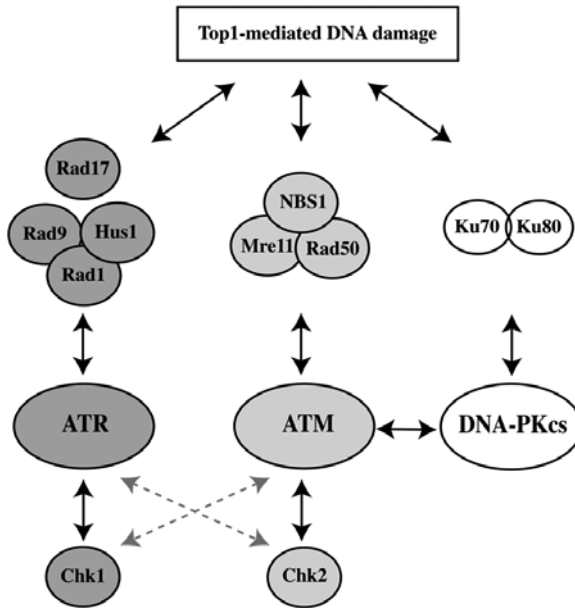 Top1-mediated DNA damage
Rad17
NBS1
Rad9
Hus1
Mre11
Rad50
Ku70
Ku80
Rad1
ATR
ATM
DNA-PKcs
Chk1
Chk2